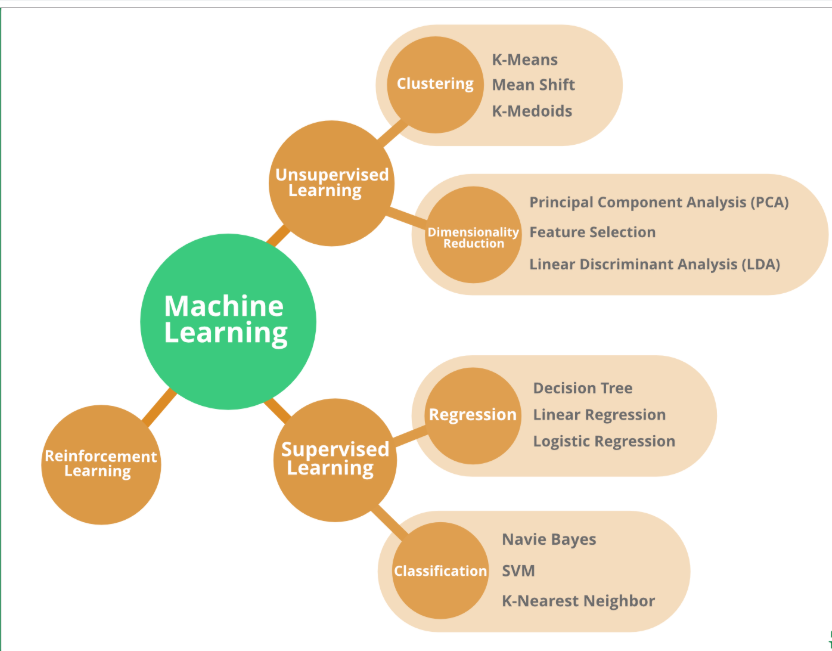 Clustering
K-Means
Mean Shift
K-Medoids
Unsupervised
Learning
Dimensionality
Reduction
Principal Component Analysis (PCA)
Feature Selection
Linear Discriminant Analysis (LDA)
Machine
Learning
Reinforcement
Learning
Supervised
Learning
Regression
Decision Tree
Linear Regression
Logistic Regression
Classification
Navie Bayes
SVM
K-Nearest Neighbor